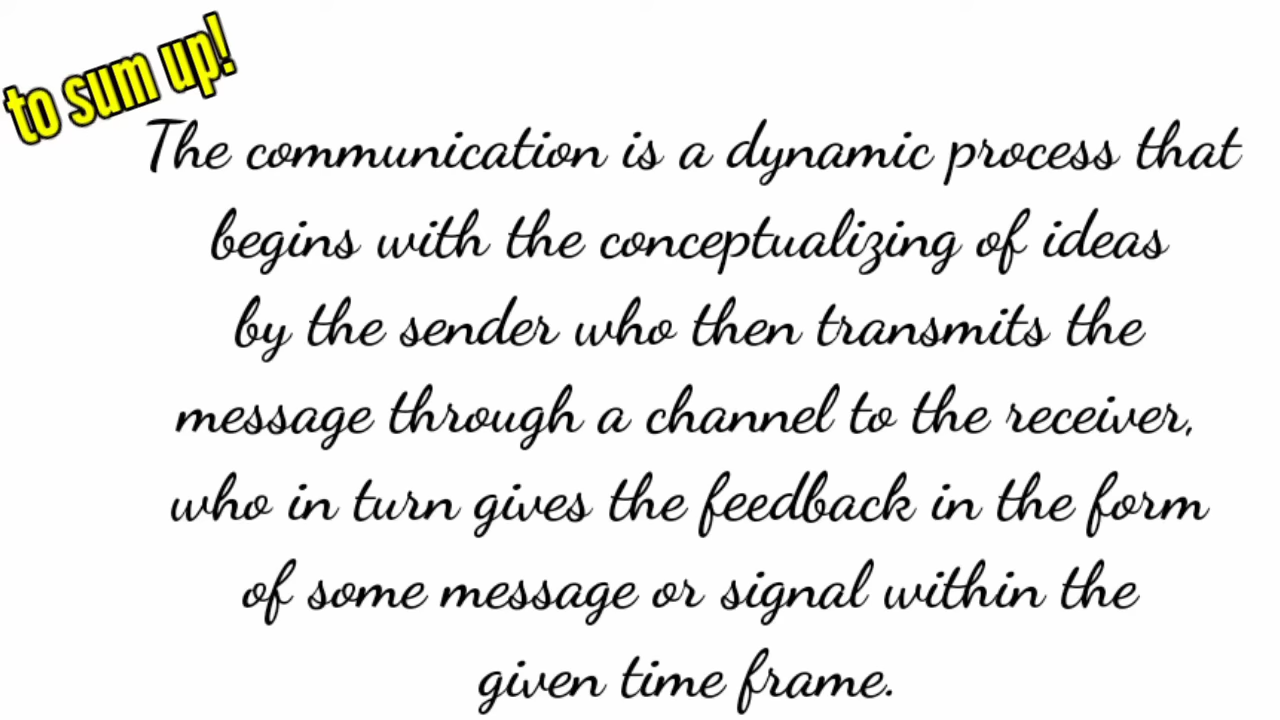 to sum up!
The communication is a dynamic process that
begins with the conceptualizing of ideas
by the sender who then transmits the
message through a channel to the receiver,
who in turn gives the feedback in the form
of some message or signal within the
given time frame.